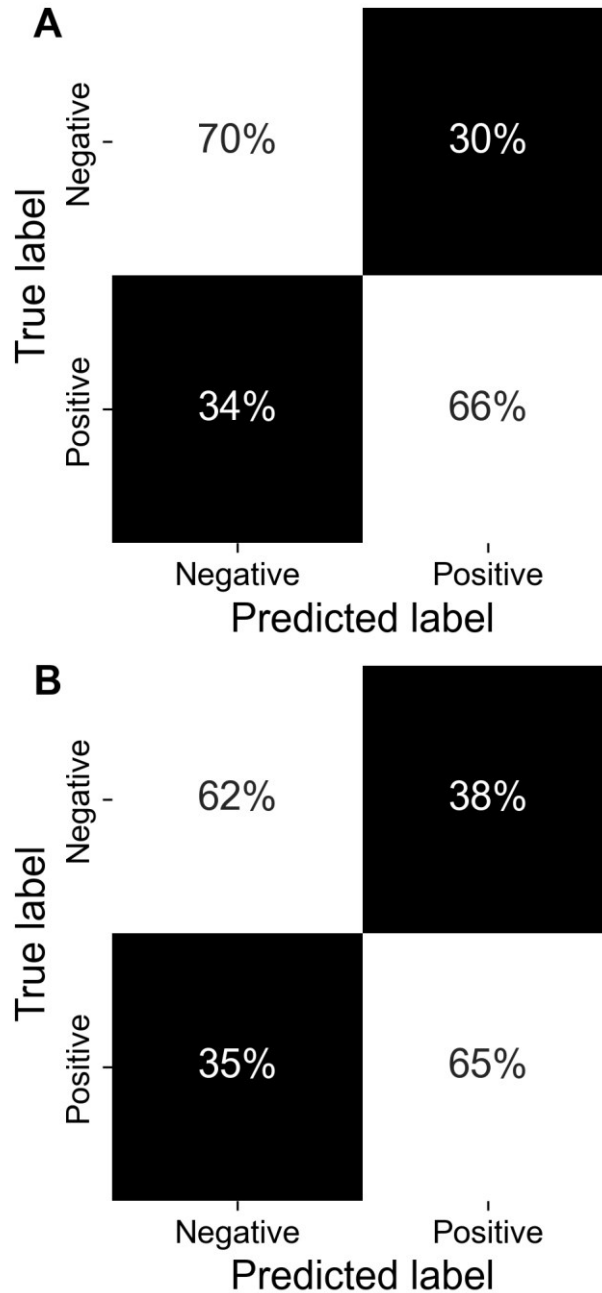 A
True label
Negative
70%
30%
Positive
34%
66%
Negative
Positive
Predicted label
B
True label
Negative
62%
38%
Positive
35%
65%
Negative
Positive
Predicted label